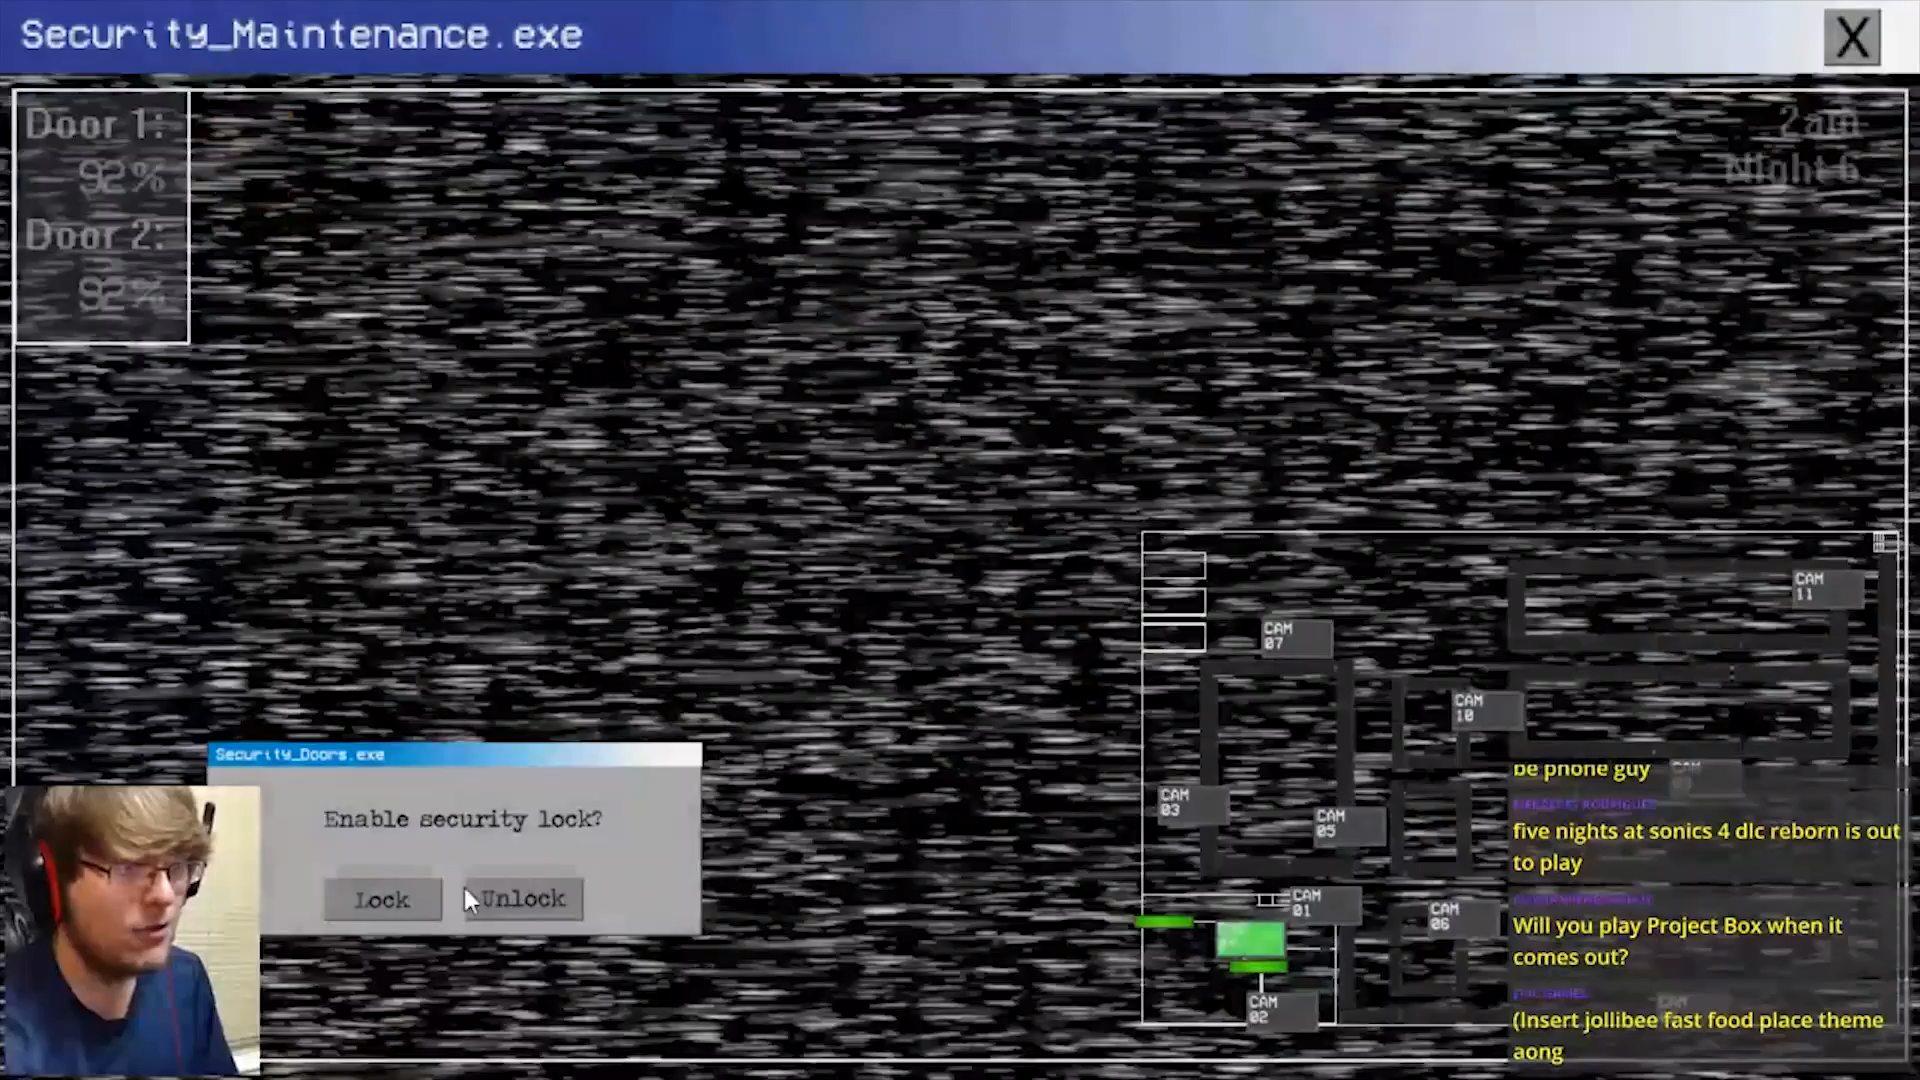 Security_Maintenance.exe
X
Door 1:
92%
Door 2:
92%
2am
Night 6
CAM
11
CAM
07
CAM
10
CAM
03
CAM
05
CAM
01
CAM
06
CAM
02
CAM
CAM
Security_Doors.exe
Enable security lock?
Lock
Unlock
be phone guy
five nights at sonics 4 dlc reborn is out
to play
Will you play Project Box when it
comes out?
(Insert jollibee fast food place theme
aong